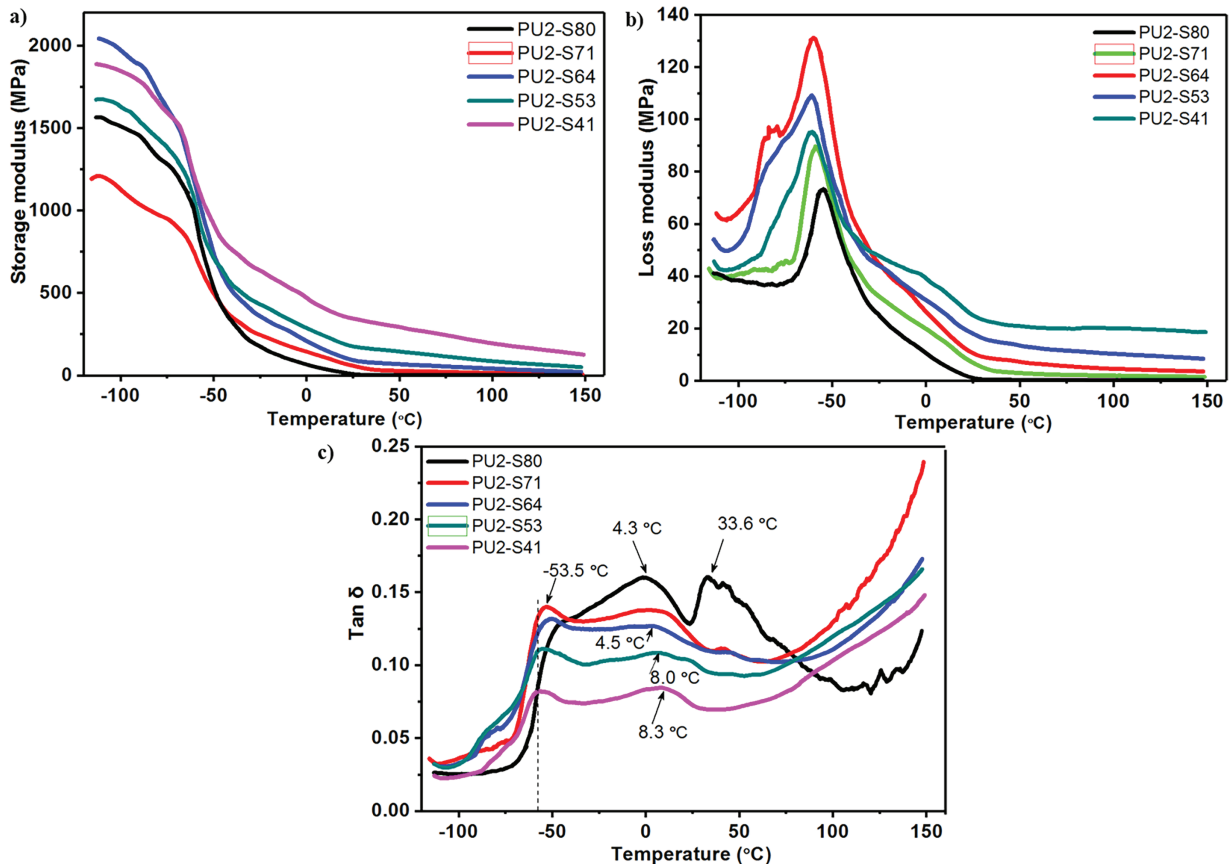 a)
2000
1500
1000
500
0
Storage modulus (MPa)
PU2-S80
PU2-S71
PU2-S64
PU2-S53
PU2-S41
-100 -50 0 50 100 150
Temperature (°C)
b)
140
120
100
80
60
40
20
0
Loss modulus (MPa)
PU2-S80
PU2-S71
PU2-S64
PU2-S53
PU2-S41
-100 -50 0 50 100 150
Temperature (°C)
c)
0.25
0.20
0.15
0.10
0.05
0.00
Tan δ
PU2-S80
PU2-S71
PU2-S64
PU2-S53
PU2-S41
4.3 °C
33.6 °C
-53.5 °C
4.5 °C
8.0 °C
8.3 °C
-100 -50 0 50 100 150
Temperature (°C)